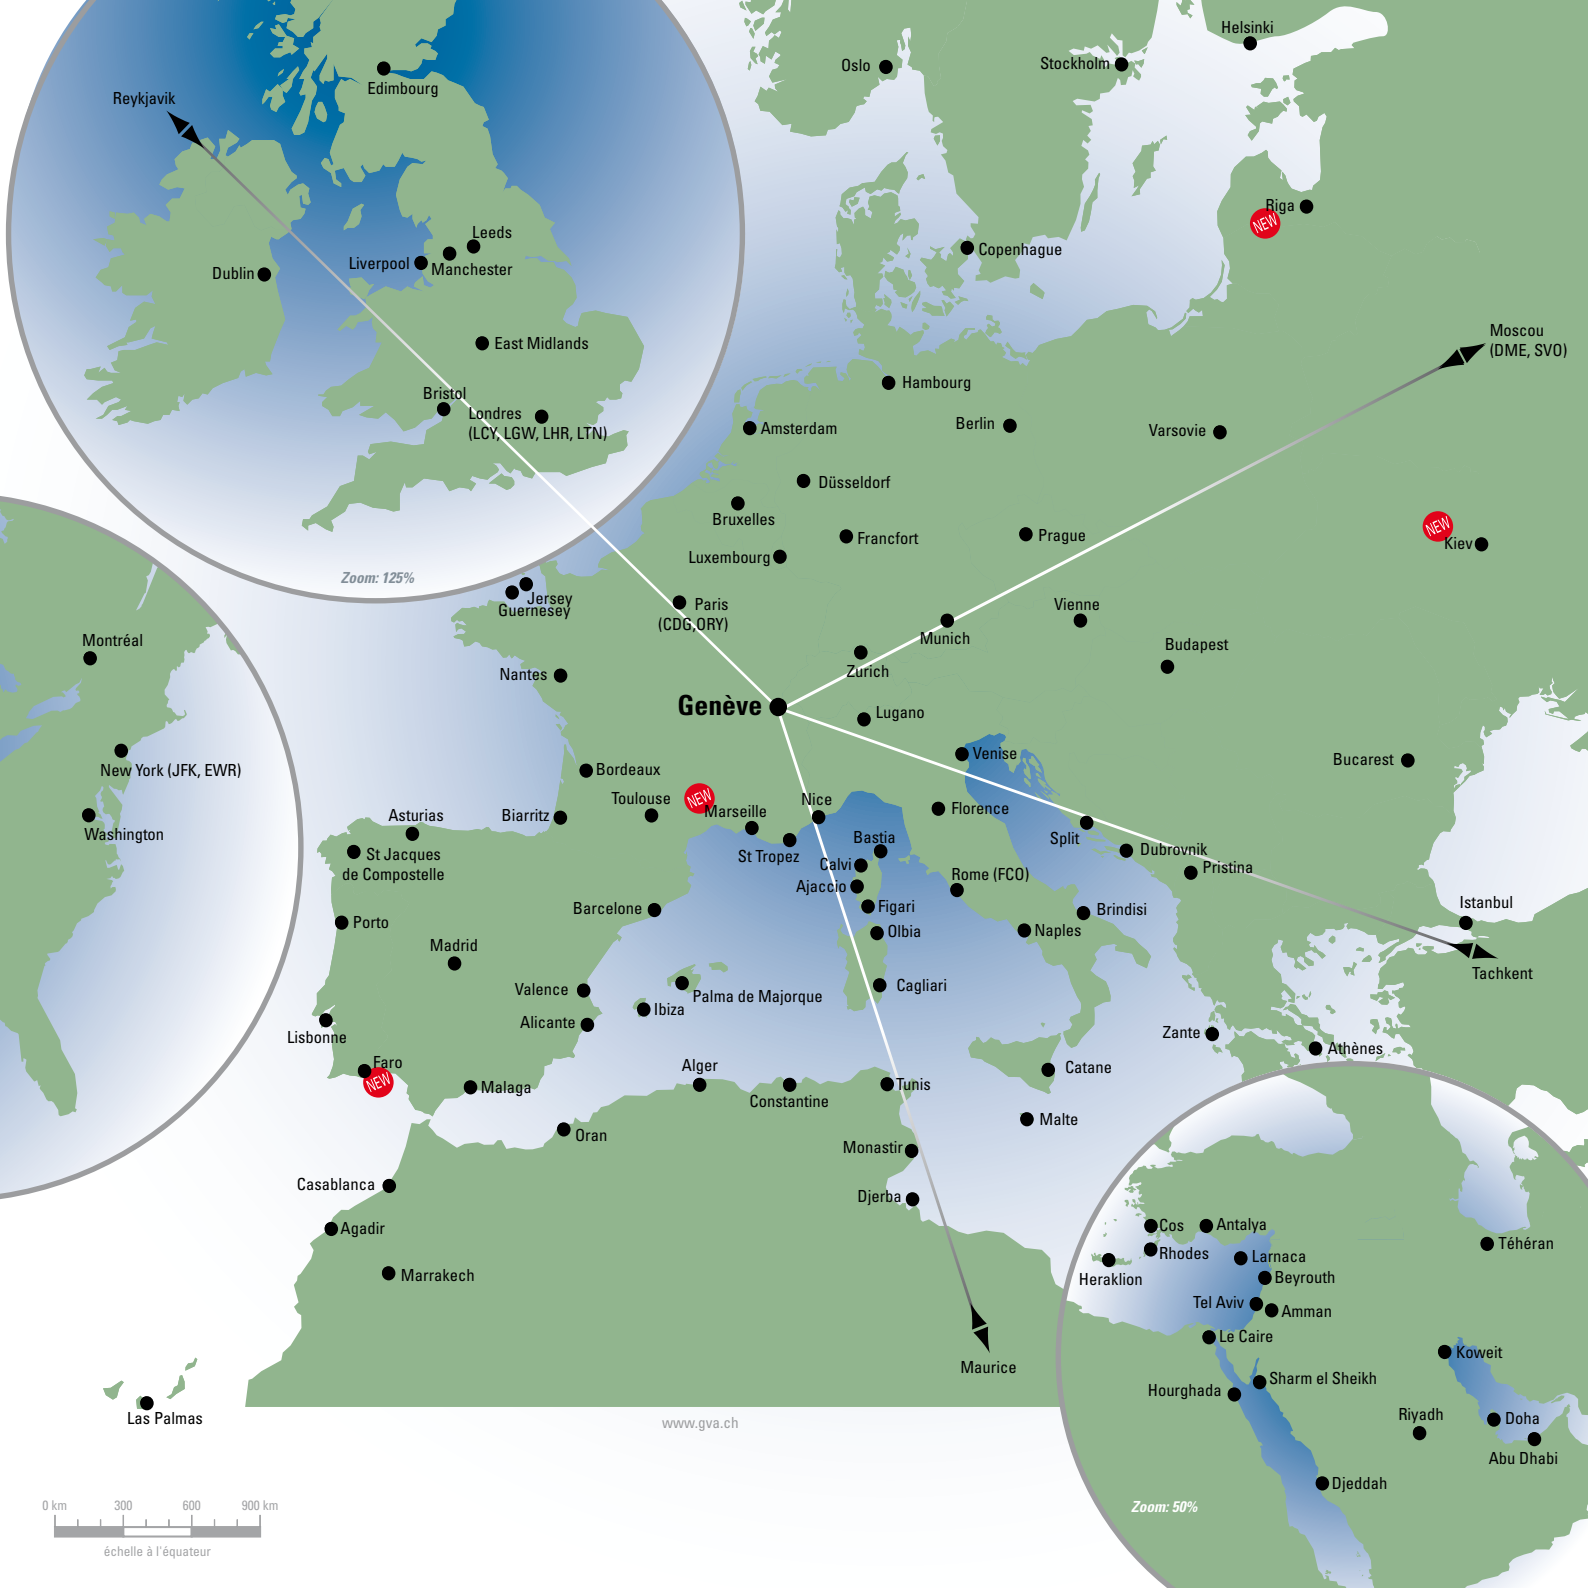 Helsinki
Oslo
Stockholm
Edimbourg
Reykjavik
Riga
NEW
Leeds
Copenhague
Liverpool
Manchester
Dublin
Moscou
(DME, SVO)
East Midlands
Hambourg
Bristol
Londres
(LCY, LGW, LHR, LTN)
Amsterdam
Berlin
Varsovie
Düsseldorf
Bruxelles
NEW
Kiev
Francfort
Prague
Luxembourg
Zoom: 125%
Jersey
Guernesey
Paris
(CDG,ORY)
Vienne
Munich
Montréal
Budapest
Zurich
Nantes
Genève
Lugano
Venise
Bucarest
New York (JFK, EWR)
Bordeaux
Toulouse
NEW
Marseille
Nice
Florence
Asturias
Biarritz
Washington
St Tropez
Bastia
Split
Dubrovnik
St Jacques
de Compostelle
Calvi
Pristina
Ajaccio
Rome (FCO)
Figari
Barcelone
Brindisi
Istanbul
Porto
Olbia
Naples
Madrid
Tachkent
Valence
Palma de Majorque
Cagliari
Ibiza
Alicante
Lisbonne
Zante
Athènes
Faro
NEW
Alger
Catane
Malaga
Constantine
Tunis
Malte
Oran
Monastir
Casablanca
Djerba
Agadir
Cos
Antalya
Téhéran
Rhodes
Larnaca
Marrakech
Heraklion
Beyrouth
Tel Aviv
Amman
Le Caire
Koweit
Maurice
Sharm el Sheikh
Hourghada
Las Palmas
www.gva.ch
Riyadh
Doha
Abu Dhabi
Djeddah
Zoom: 50%
0 km 300 600 900 km
échelle à l'équateur